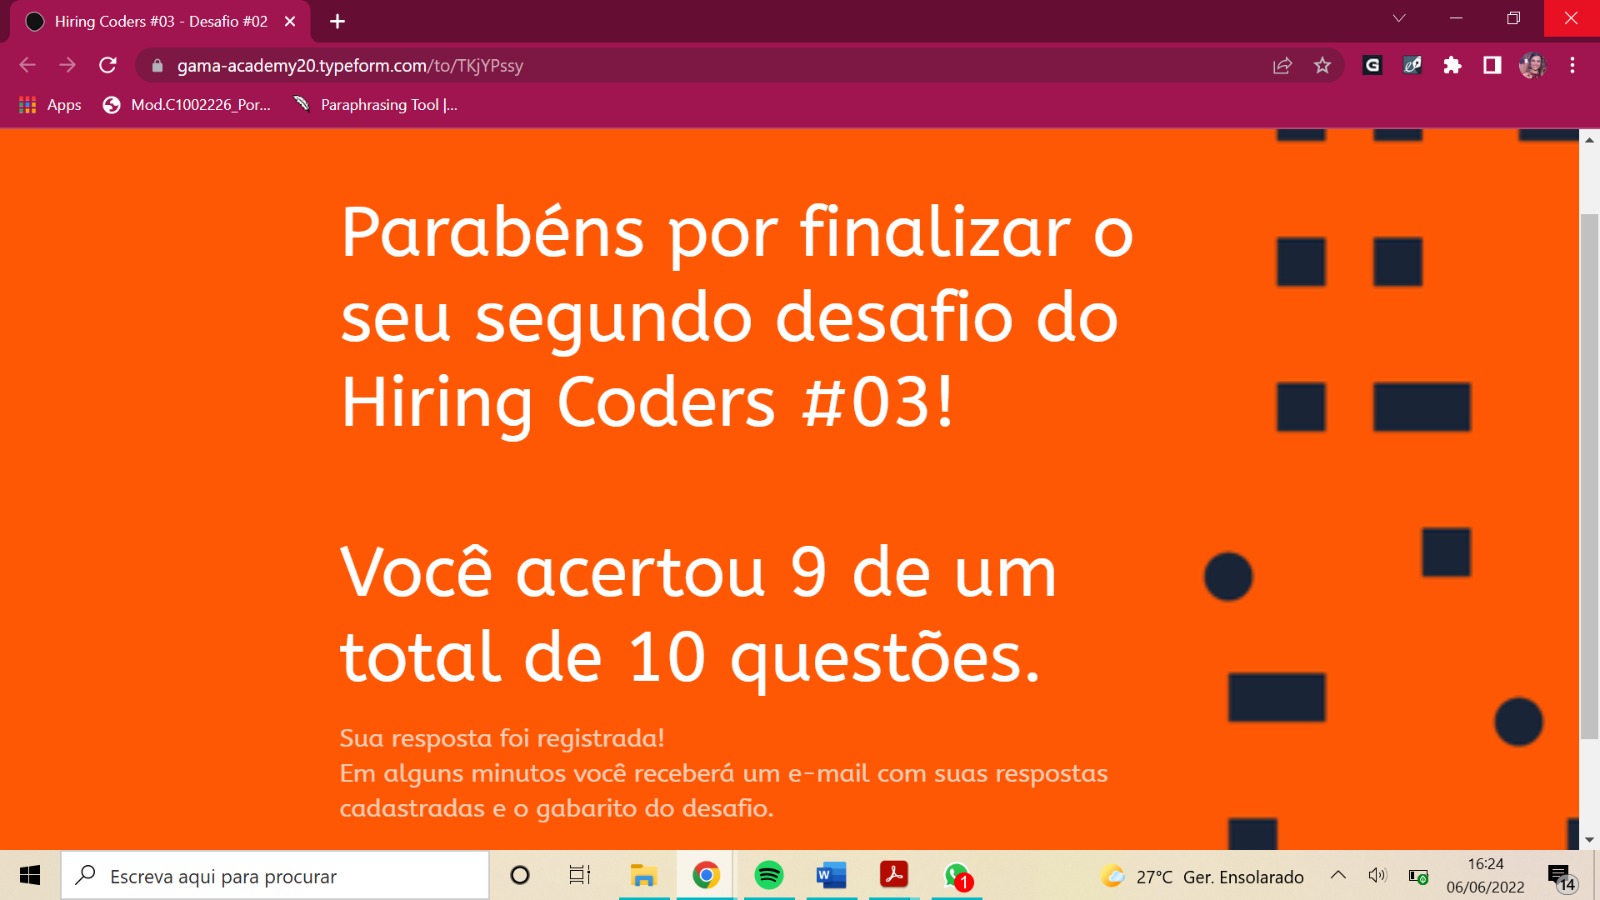 Hiring Coders #03 - Desafio #02
gama-academy20.typeform.com/to/TKjYPssy
Apps
Mod.C1002226_Por...
Paraphrasing Tool |...
Parabéns por finalizar o
seu segundo desafio do
Hiring Coders #03!
Você acertou 9 de um
total de 10 questões.
Sua resposta foi registrada!
Em alguns minutos você receberá um e-mail com suas respostas
cadastradas e o gabarito do desafio.
Escreva aqui para procurar
1
27°C Ger. Ensolarado
16:24
06/06/2022
14